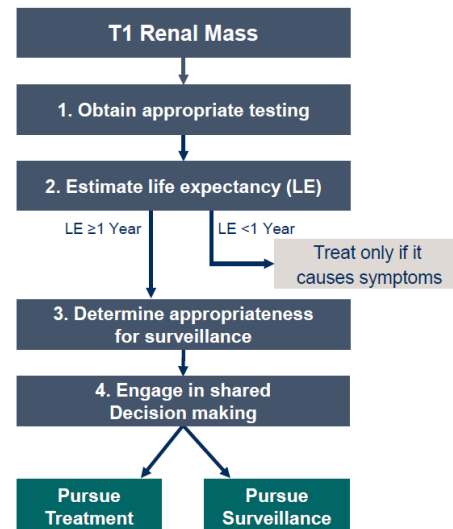 T1 Renal Mass
1. Obtain appropriate testing
2. Estimate life expectancy (LE)
LE ≥1 Year
LE <1 Year
Treat only if it
causes symptoms
3. Determine appropriateness
for surveillance
4. Engage in shared
Decision making
Pursue
Treatment
Pursue
Surveillance